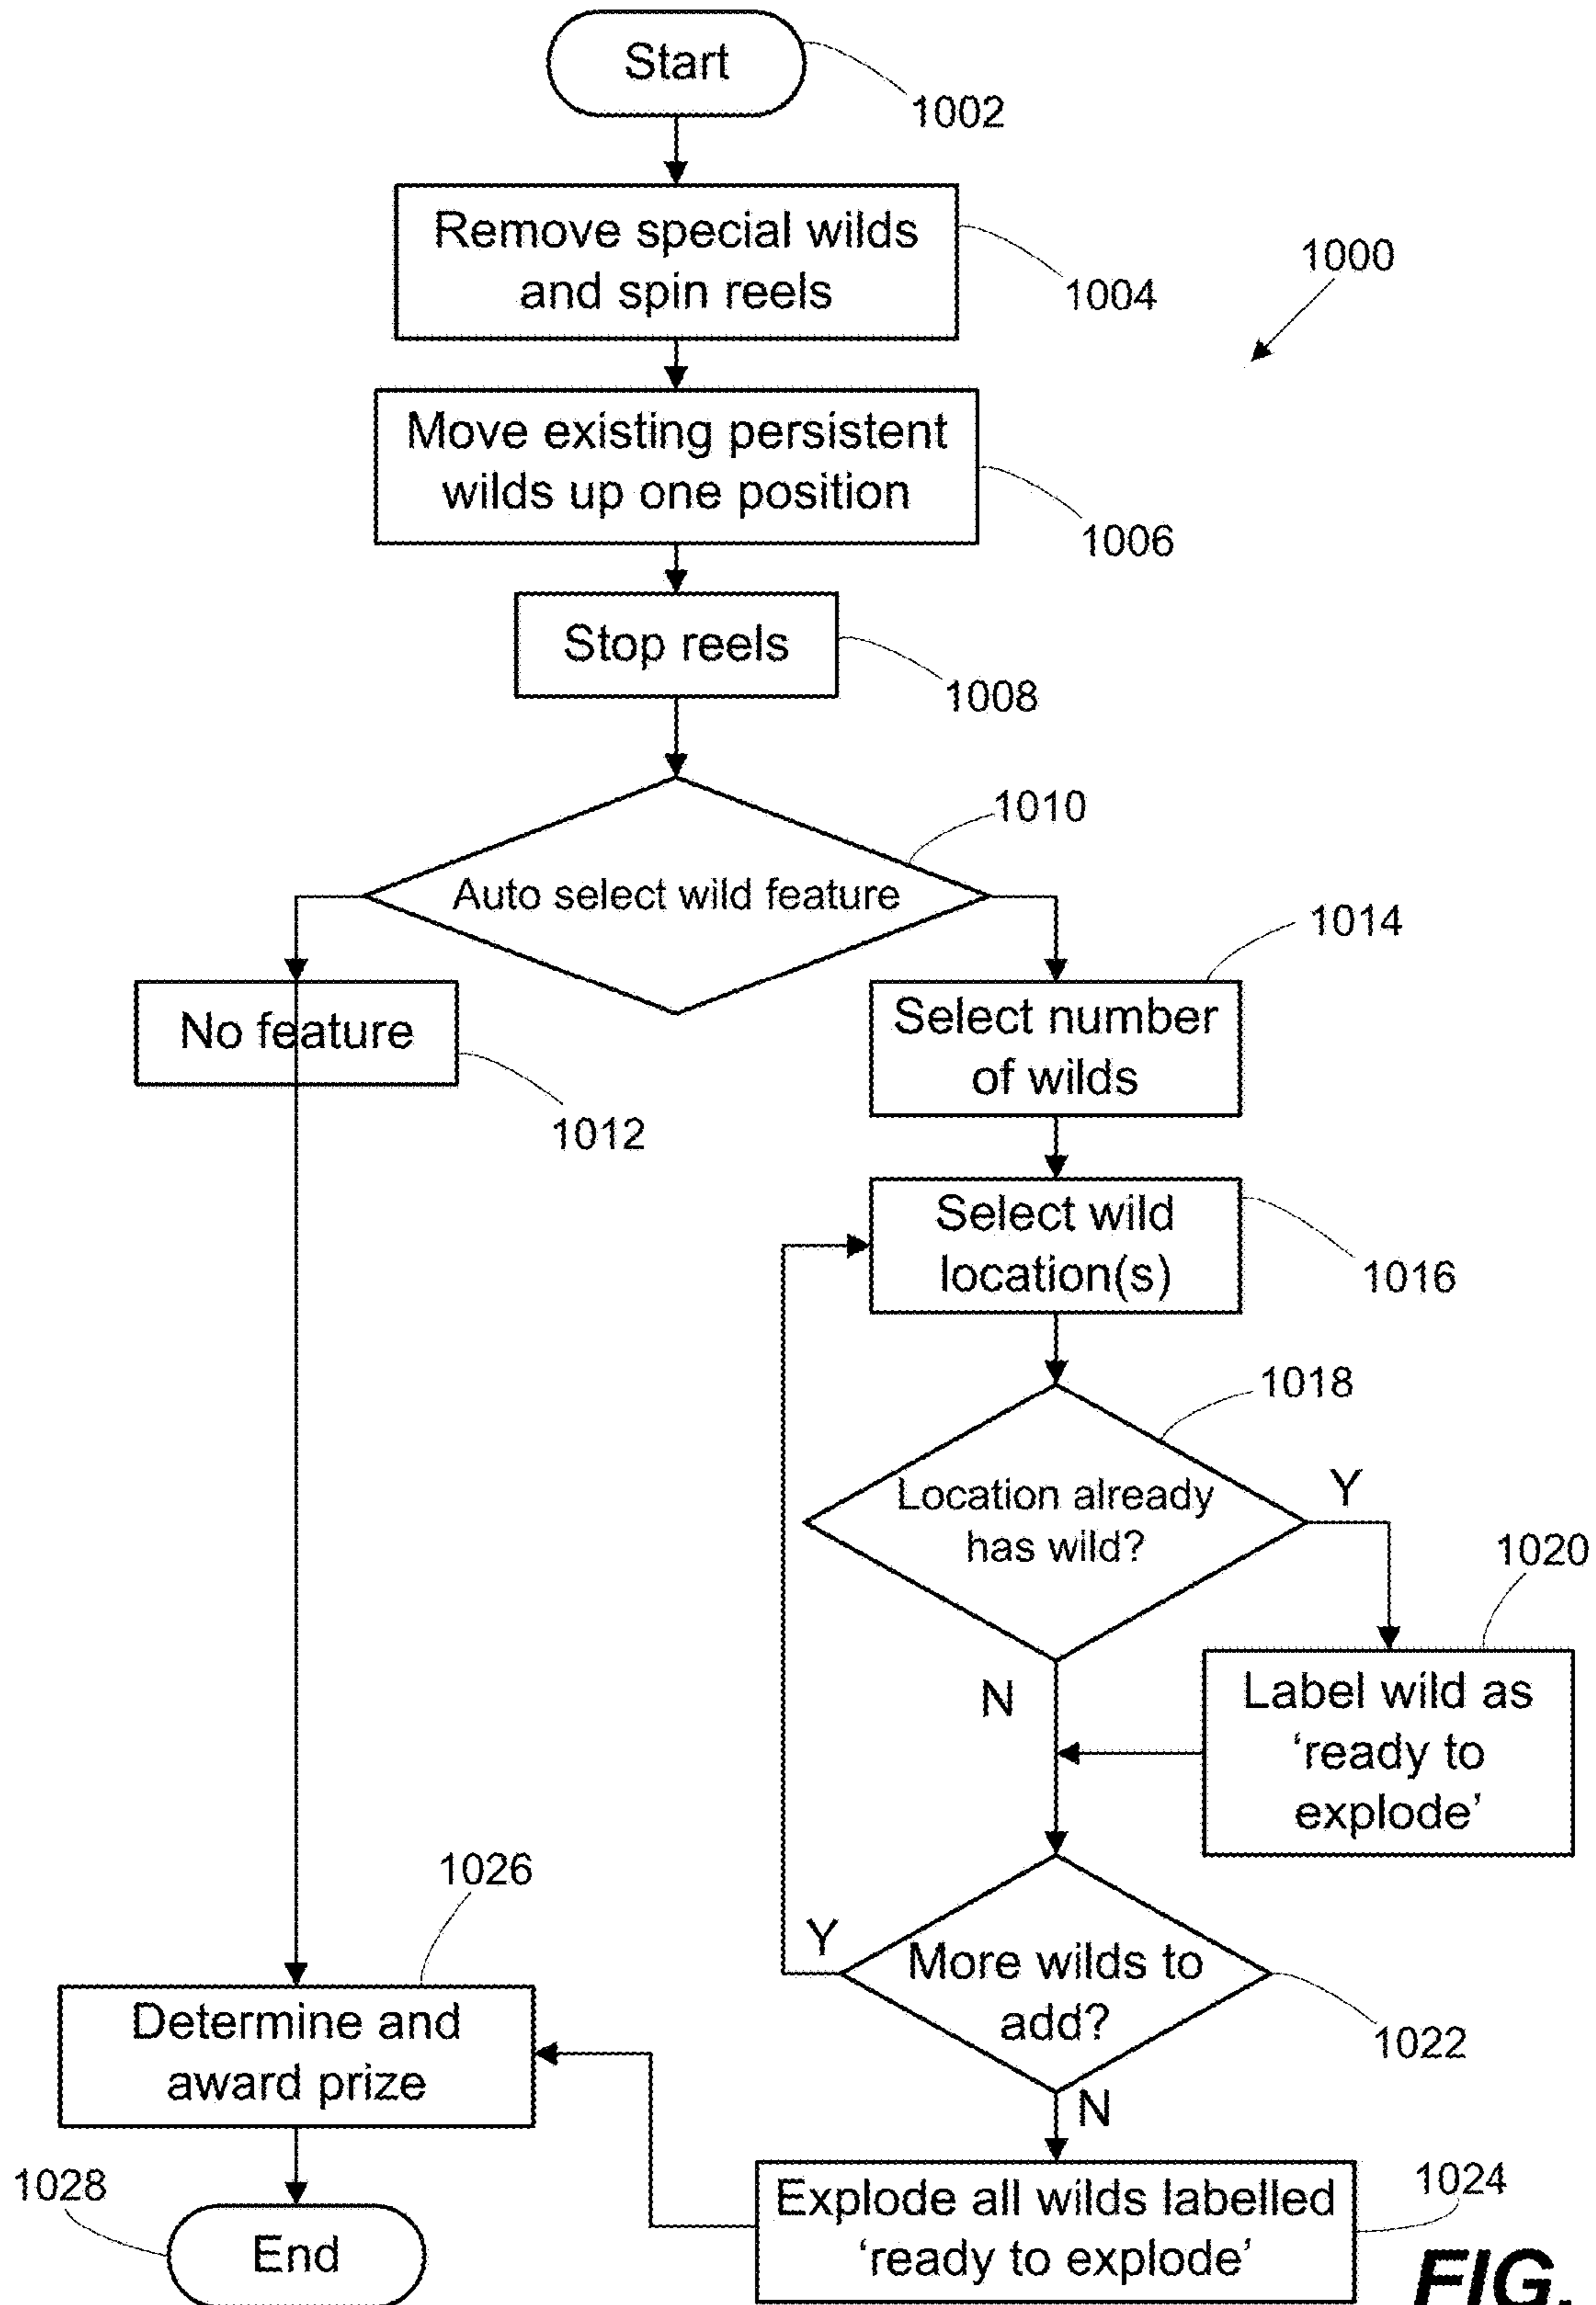 Start
1002
Remove special wilds
and spin reels
1004
1000
Move existing persistent
wilds up one position
1006
Stop reels
1008
1010
Auto select wild feature
1014
No feature
1012
Select number
of wilds
Select wild
location(s)
1016
1018
Location already
has wild?
Y
1020
N
Label wild as
‘ready to
explode’
1026
Y
More wilds to
add?
1022
Determine and
award prize
N
1028
End
Explode all wilds labelled
‘ready to explode’
1024
FIG.